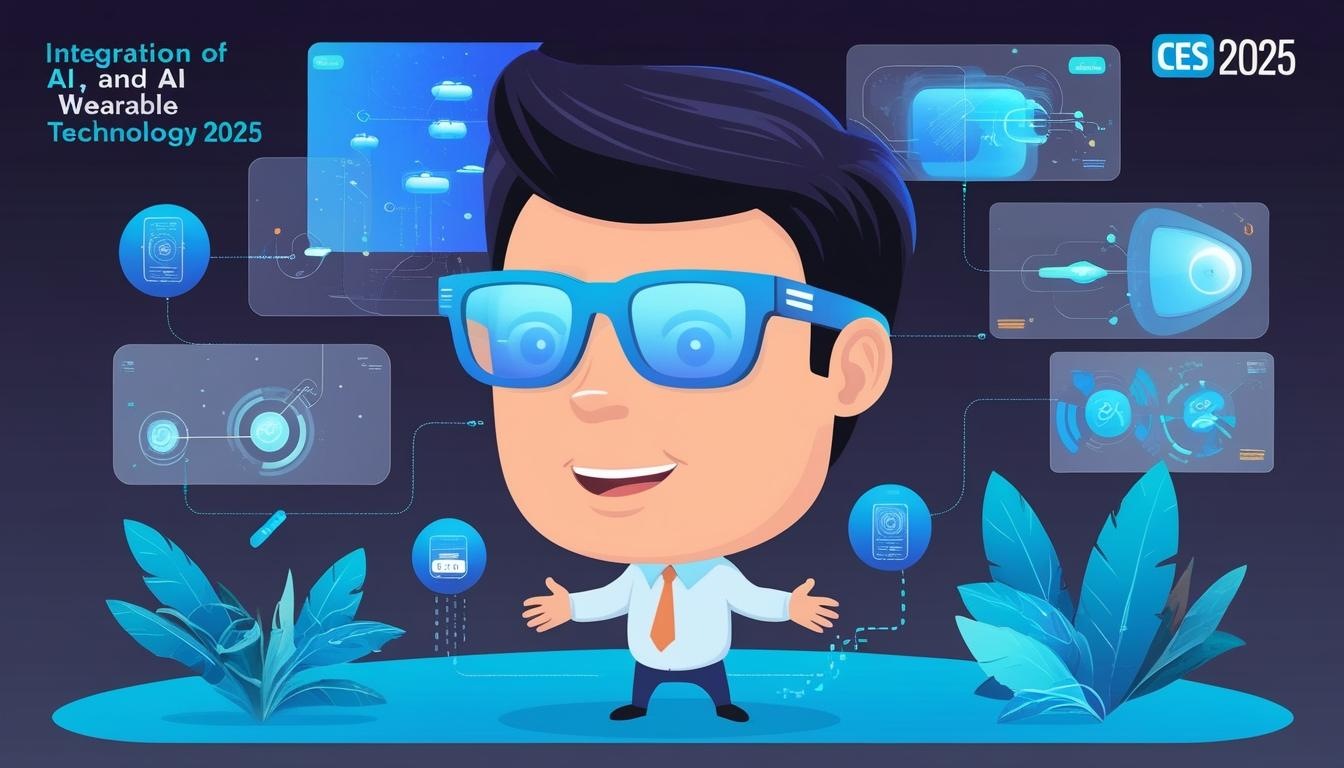 Integration of
AI, and AI
Wearable
Technology 2025
CES 2025